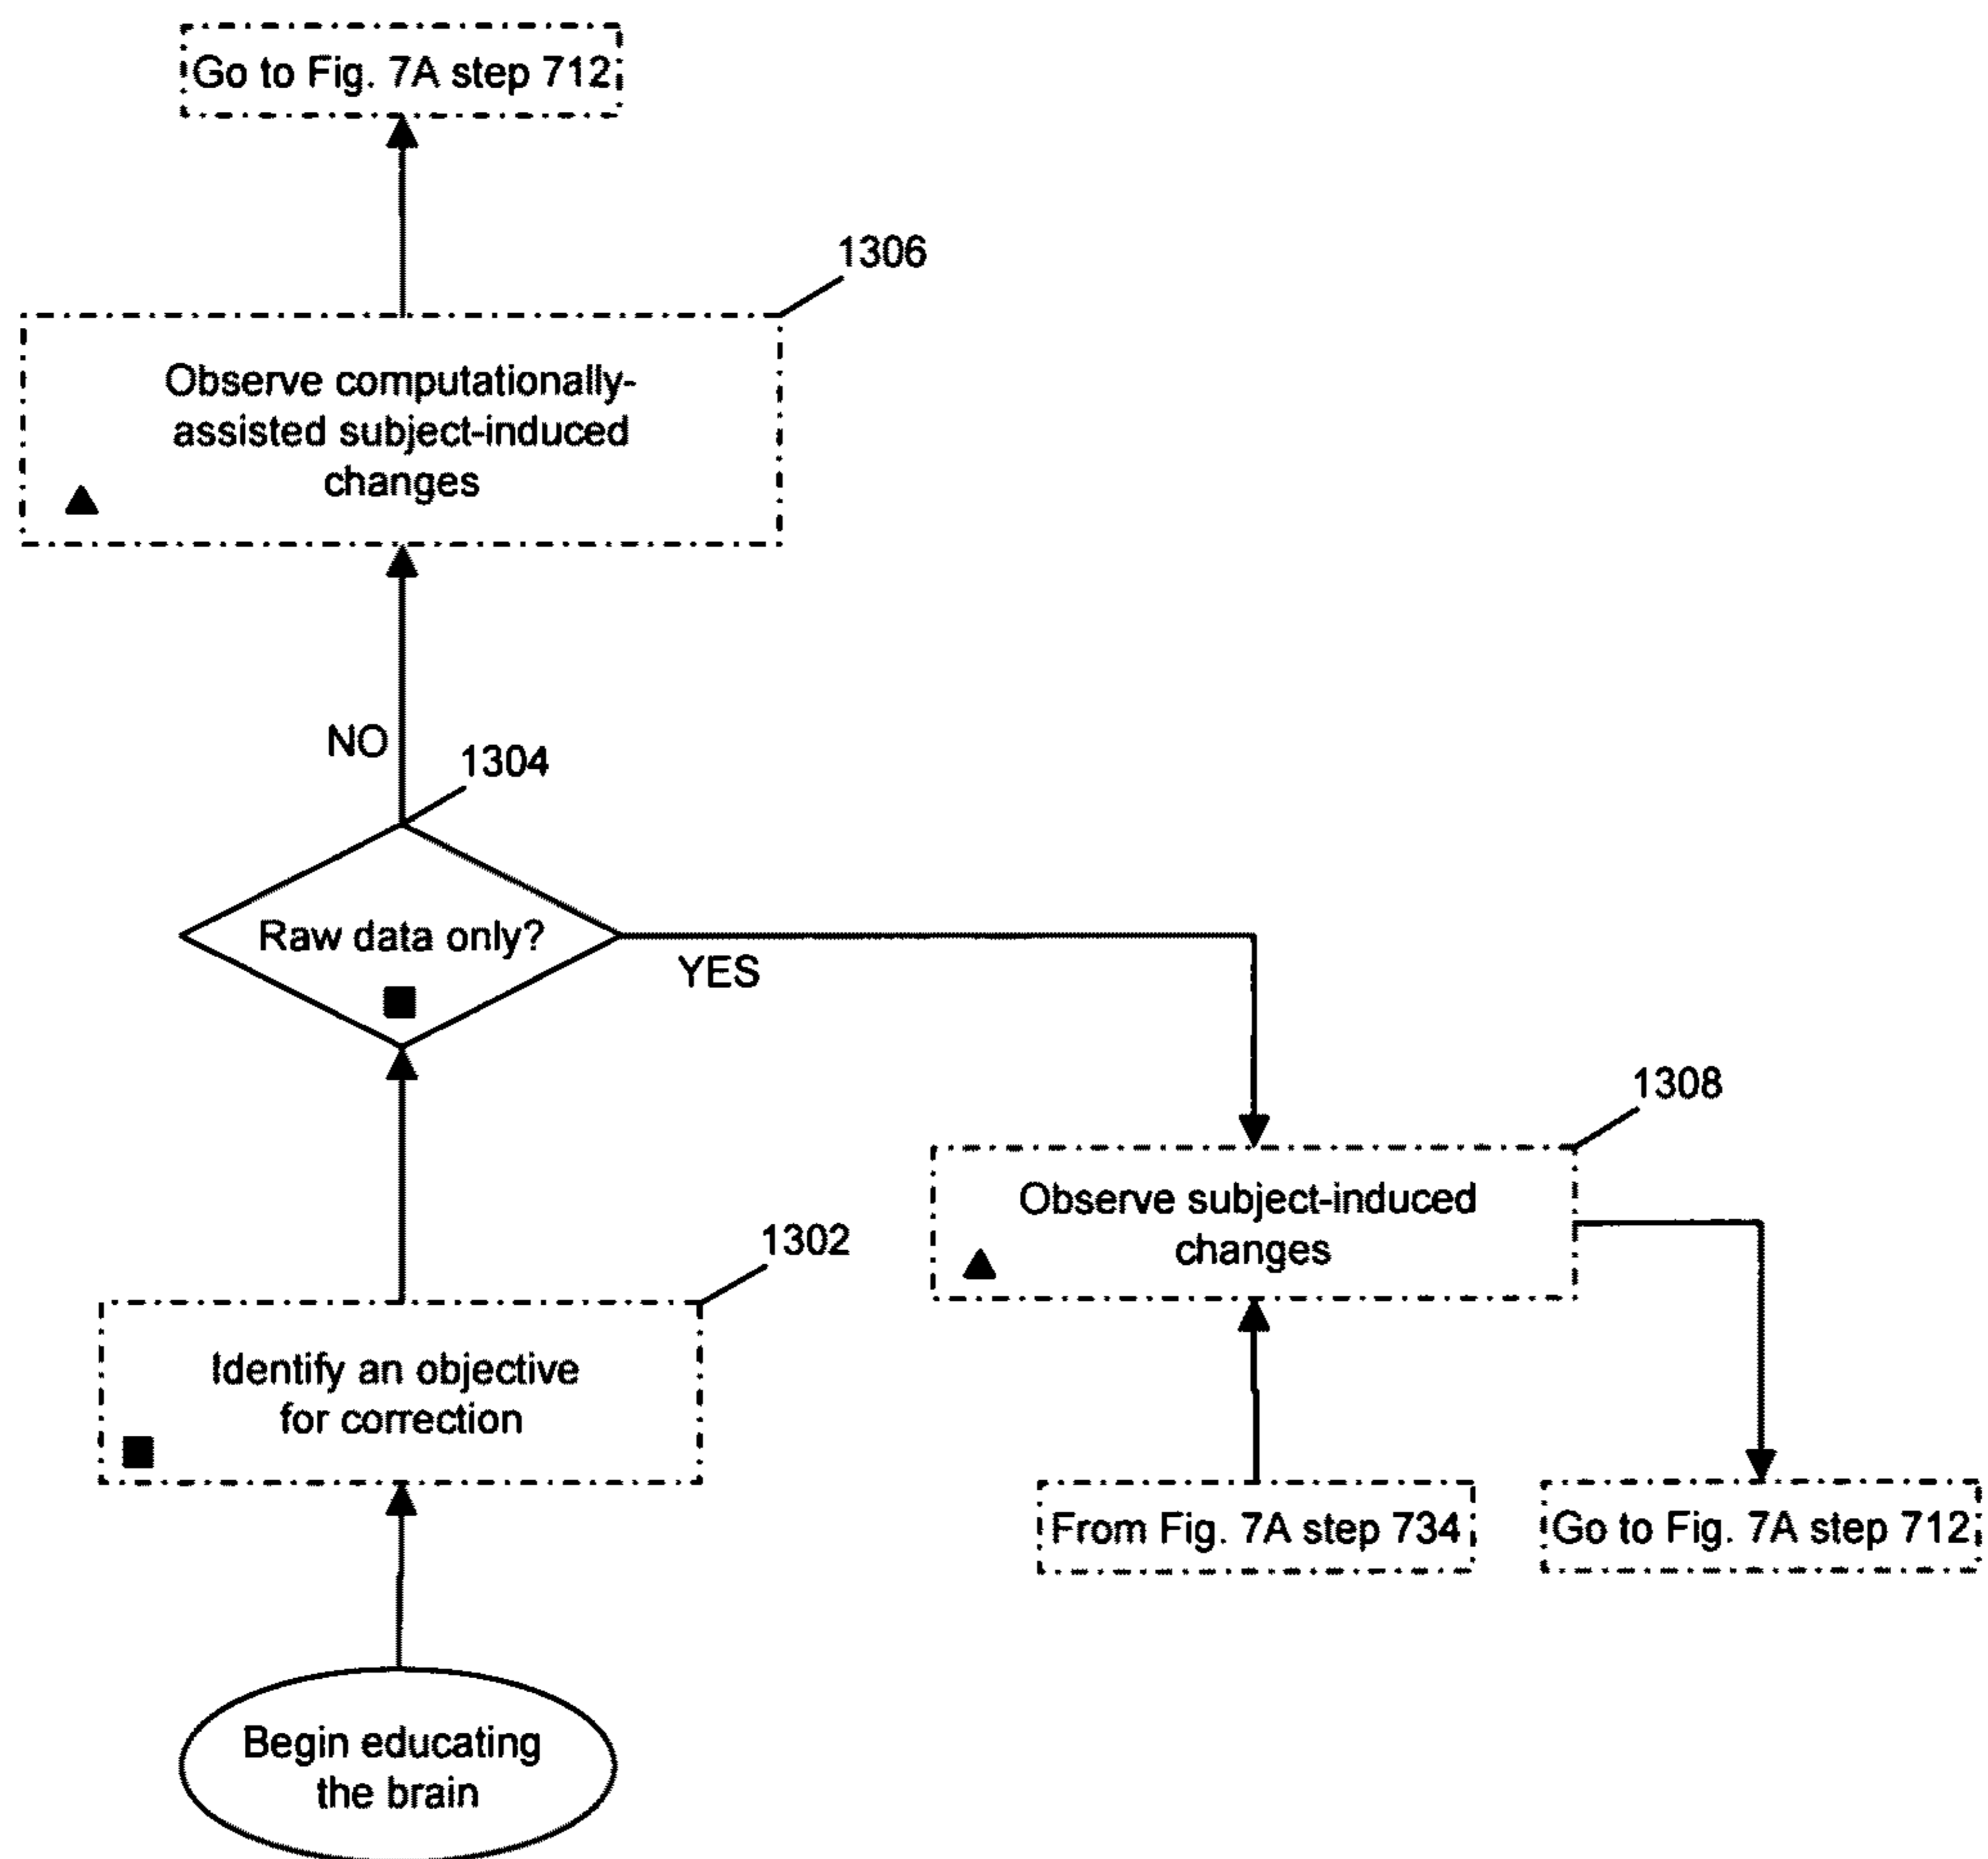 Go to Fig. 7A step 712
1306
Observe computationally-
assisted subject-induced
changes
NO
1304
Raw data only?
YES
1308
Observe subject-induced
changes
1302
Identify an objective
for correction
From Fig. 7A step 734
Go to Fig. 7A step 712
Begin educating
the brain